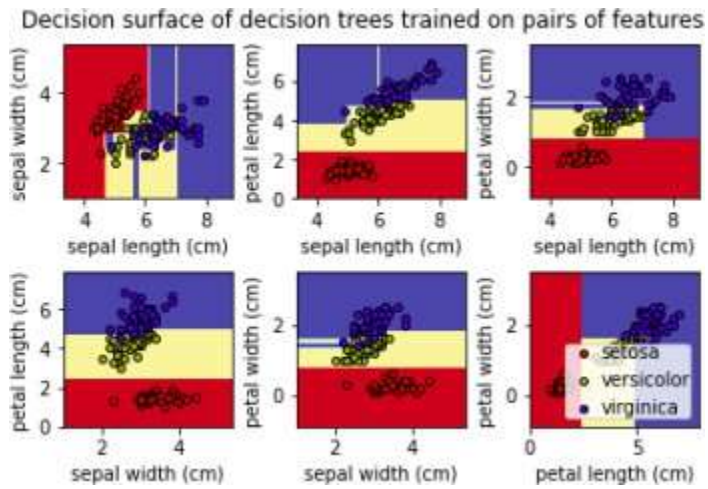 Decision surface of decision trees trained on pairs of features
sepal width (cm)
4
2
4 6 8
sepal length (cm)
petal length (cm)
6
4
2
0
4 6 8
sepal length (cm)
petal width (cm)
2
0
4 6 8
sepal length (cm)
petal length (cm)
6
4
2
0
2 4
sepal width (cm)
petal width (cm)
2
0
2 4
sepal width (cm)
petal width (cm)
2
0
0 5
petal length (cm)
setosa
versicolor
virginica